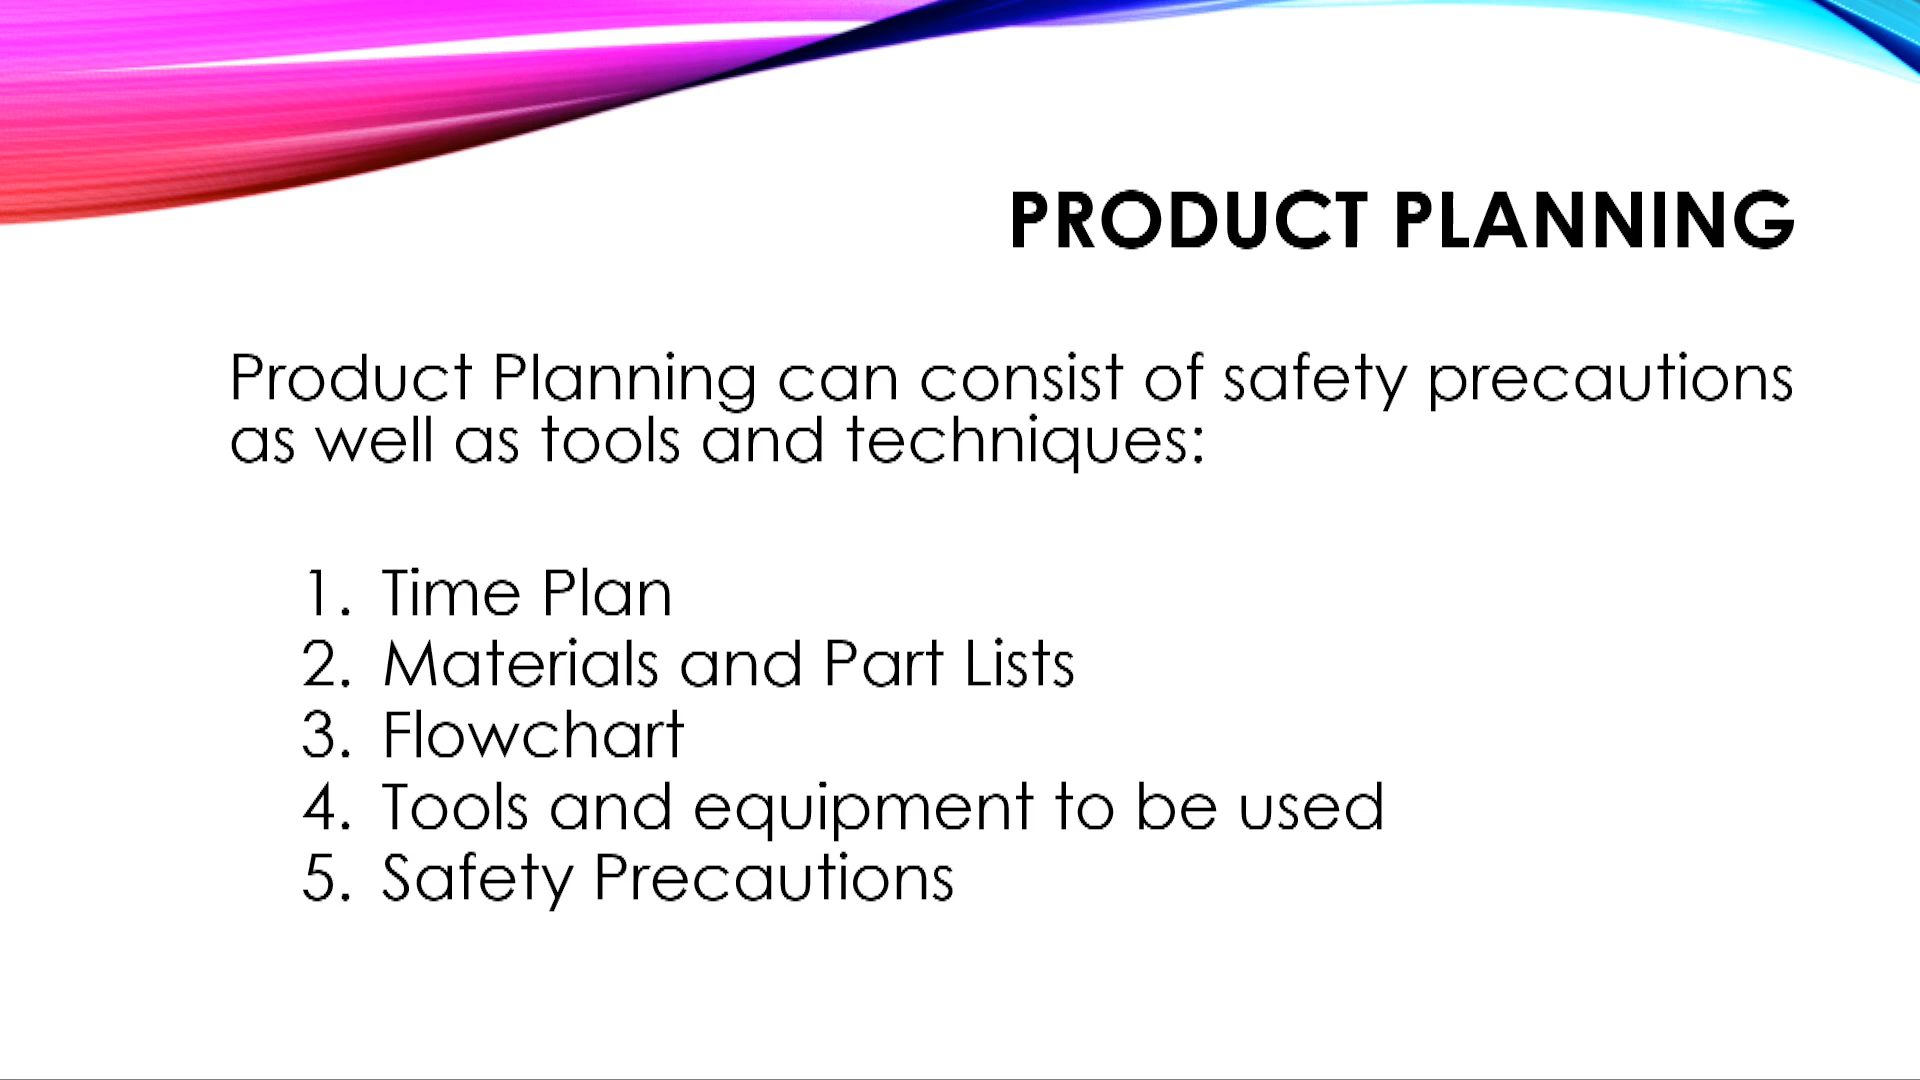 PRODUCT PLANNING
Product Planning can consist of safety precautions
as well as tools and techniques:
1. Time Plan
2. Materials and Part Lists
3. Flowchart
4. Tools and equipment to be used
5. Safety Precautions